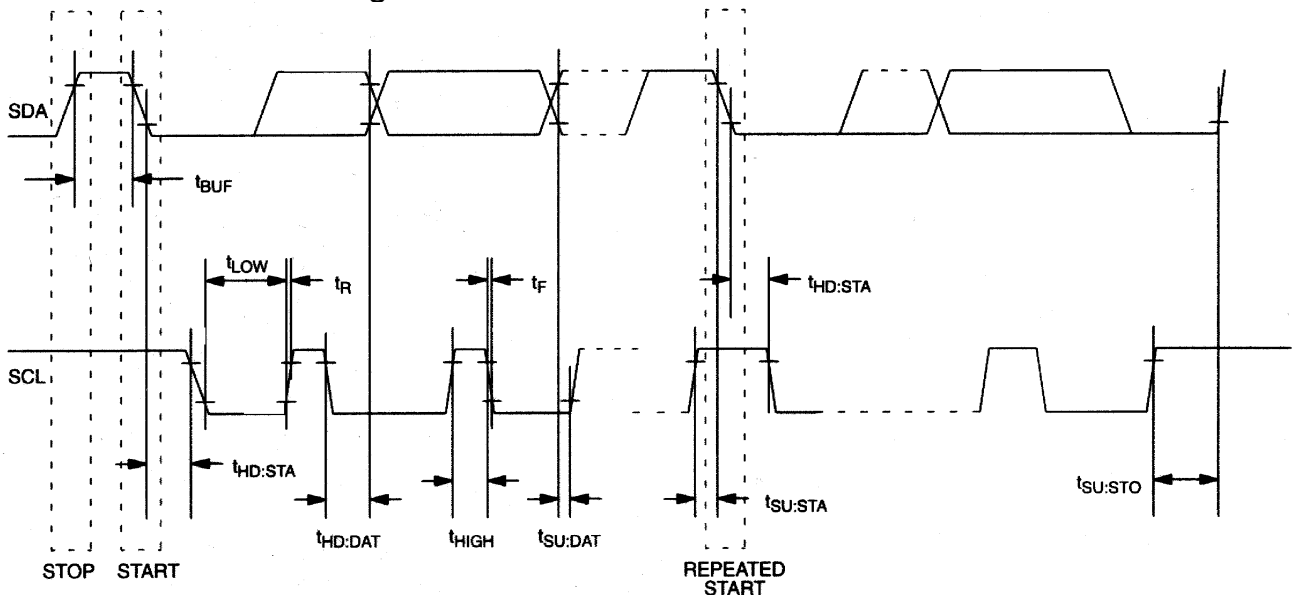 SDA
tBUF
tLOW
tR
tF
tHD:STA
SCL
tHD:STA
tHD:DAT
tHIGH
tSU:DAT
tSU:STA
tSU:STO
STOP
START
REPEATED
START